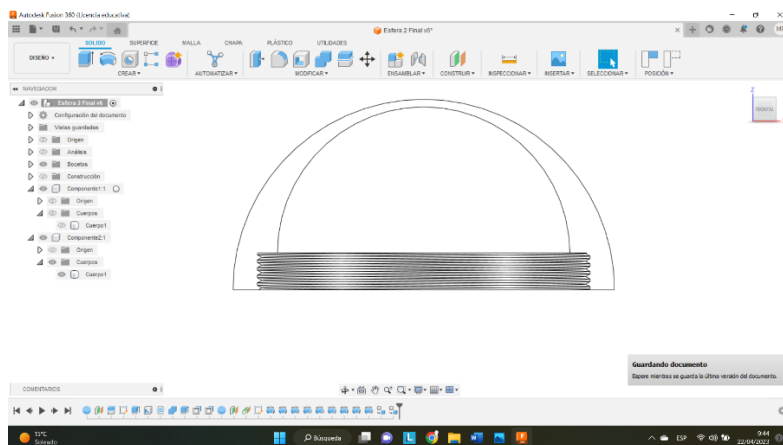 Autodesk Fusion 360 (Licencia educativa)
Esfera 2 Final v6*
SÓLIDO SUPERFICIE MALLA CHAPA PLÁSTICO UTILIDADES
DISEÑO
CREAR AUTOMATIZAR MODIFICAR ENSAMBLAR CONSTRUIR INSPECCIONAR INSERTAR SELECCIONAR POSICIÓN
NAVEGADOR
Esfera 2 Final v6
Configuración del documento
Vistas guardadas
Origen
Análisis
Bocetos
Construcción
Componente1:1
Origen
Cuerpos
Cuerpo1
Componente2:1
Origen
Cuerpos
Cuerpo1
Z
FRONTAL
Guardando documento
Espere mientras se guarda la última versión del documento.
COMENTARIOS
15°C
Soleado
Búsqueda
ESP
9:44
22/04/2023